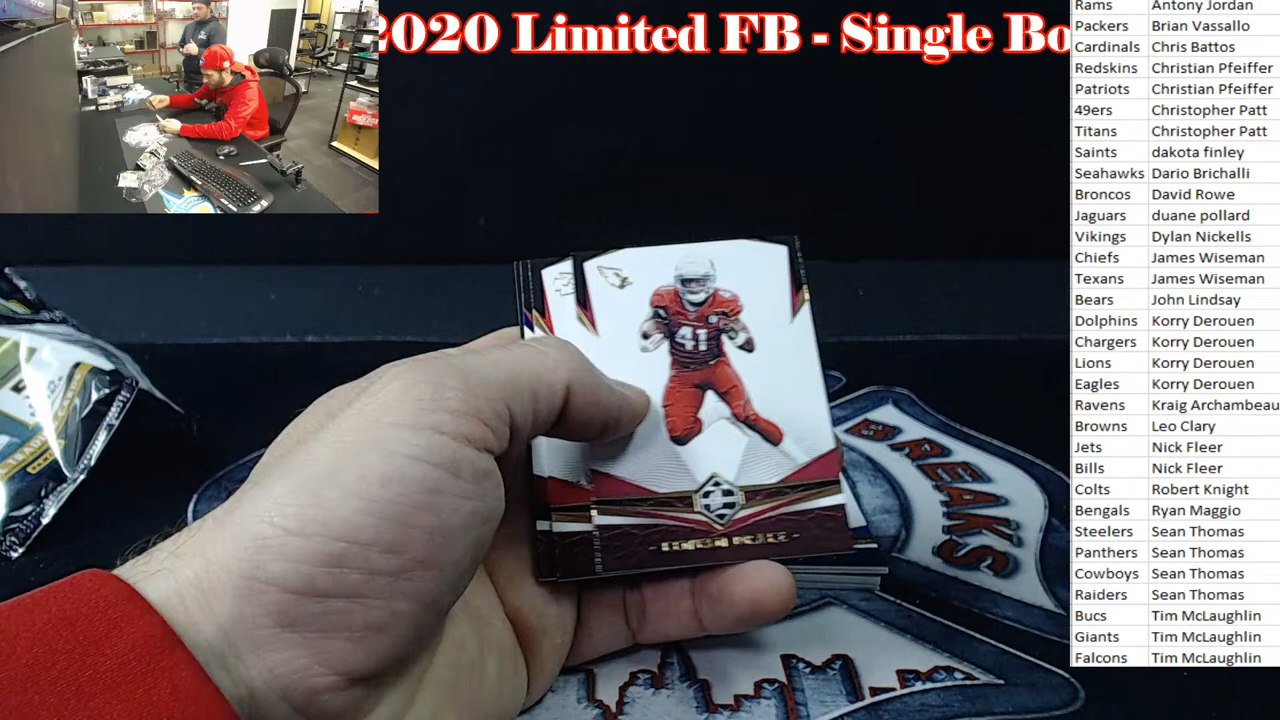 2020 Limited FB - Single Bo
Rams Antony Jordan
Packers Brian Vassallo
Cardinals Chris Battos
Redskins Christian Pfeiffer
Patriots Christian Pfeiffer
49ers Christopher Patt
Titans Christopher Patt
Saints dakota finley
Seahawks Dario Brichalli
Broncos David Rowe
Jaguars duane pollard
Vikings Dylan Nickells
Chiefs James Wiseman
Texans James Wiseman
Bears John Lindsay
Dolphins Korry Derouen
Chargers Korry Derouen
Lions Korry Derouen
Eagles Korry Derouen
Ravens Kraig Archambeau
Browns Leo Clary
Jets Nick Fleer
Bills Nick Fleer
Colts Robert Knight
Bengals Ryan Maggio
Steelers Sean Thomas
Panthers Sean Thomas
Cowboys Sean Thomas
Raiders Sean Thomas
Bucs Tim McLaughlin
Giants Tim McLaughlin
Falcons Tim McLaughlin
41
BREAKS